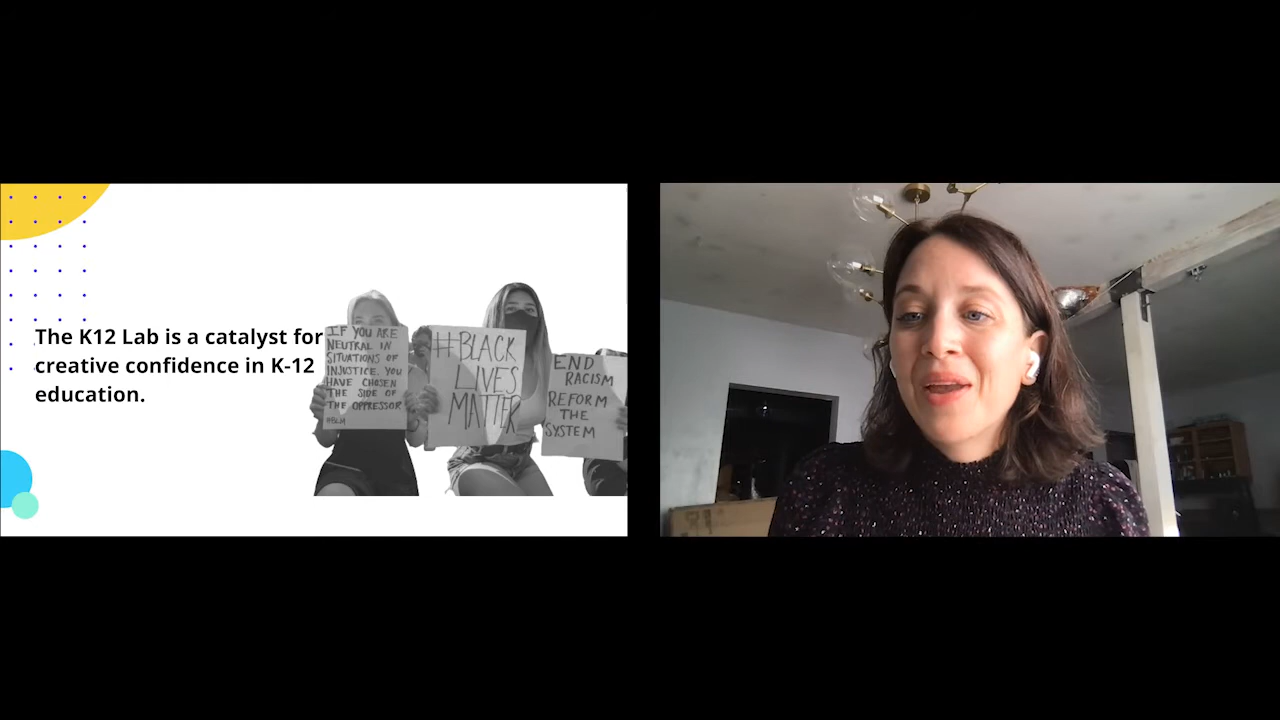 The K12 Lab is a catalyst for
creative confidence in K-12
education.
IF YOU ARE
NEUTRAL IN
SITUATIONS OF
INJUSTICE. YOU
HAVE CHOSEN
THE SIDE OF
THE OPPRESSOR
#BLM
#BLACK
LIVES
MATTER
END
RACISM
REFORM
THE
SYSTEM